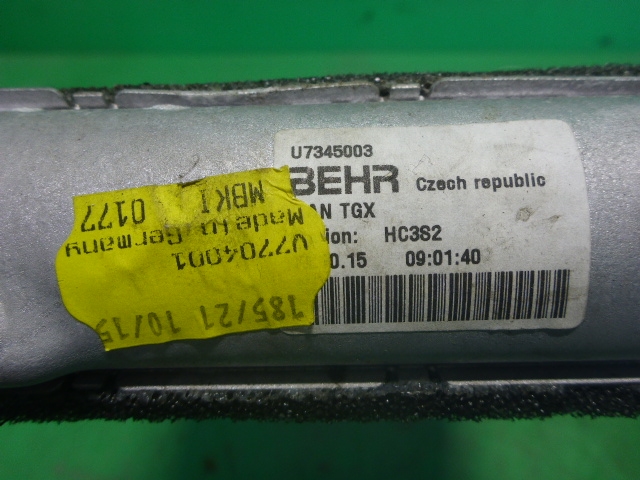 U7345003
BEHR Czech republic
AN TGX
ion: HC3S2
0.15 09:01:40
MBKI 0177
Made in Germany
V7704001
185/21 10/15